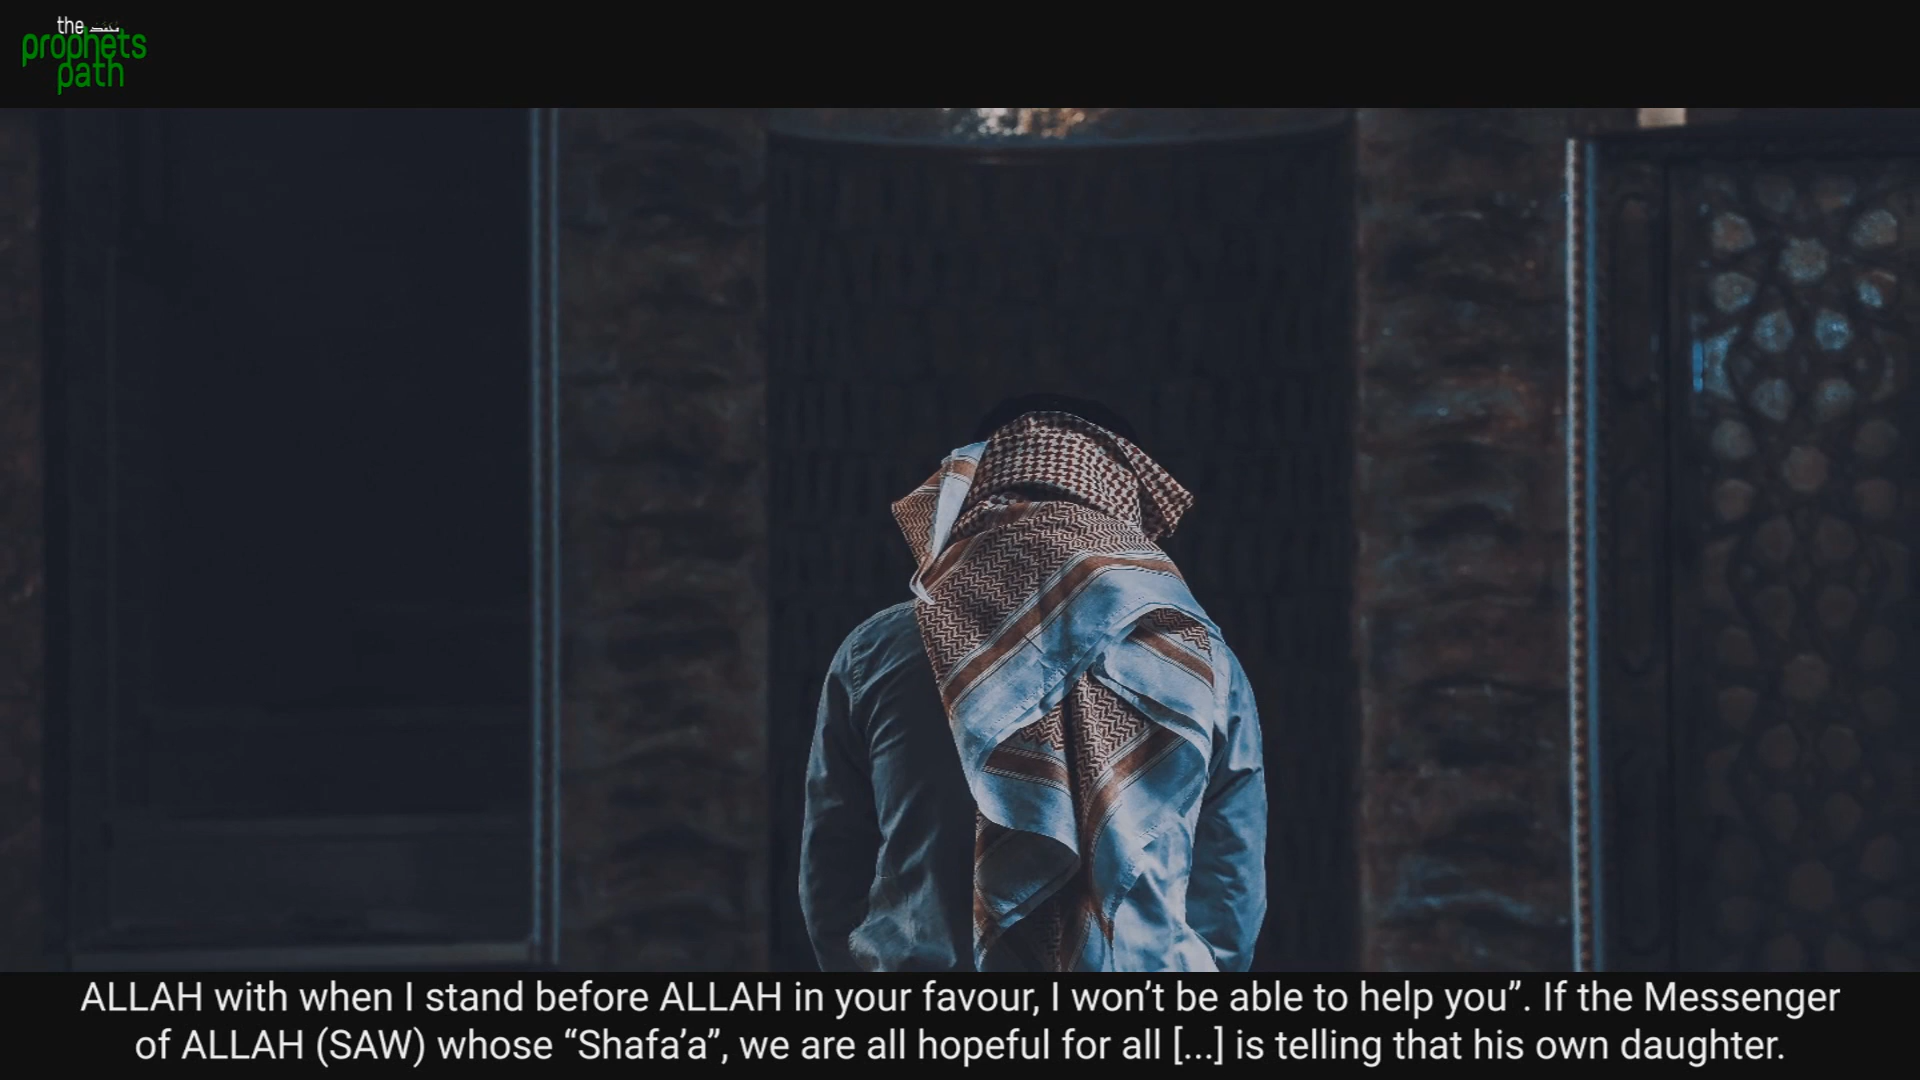 the
prophets
path
ALLAH with when I stand before ALLAH in your favour, I won’t be able to help you”. If the Messenger
of ALLAH (SAW) whose “Shafa’a”, we are all hopeful for all [...] is telling that his own daughter.